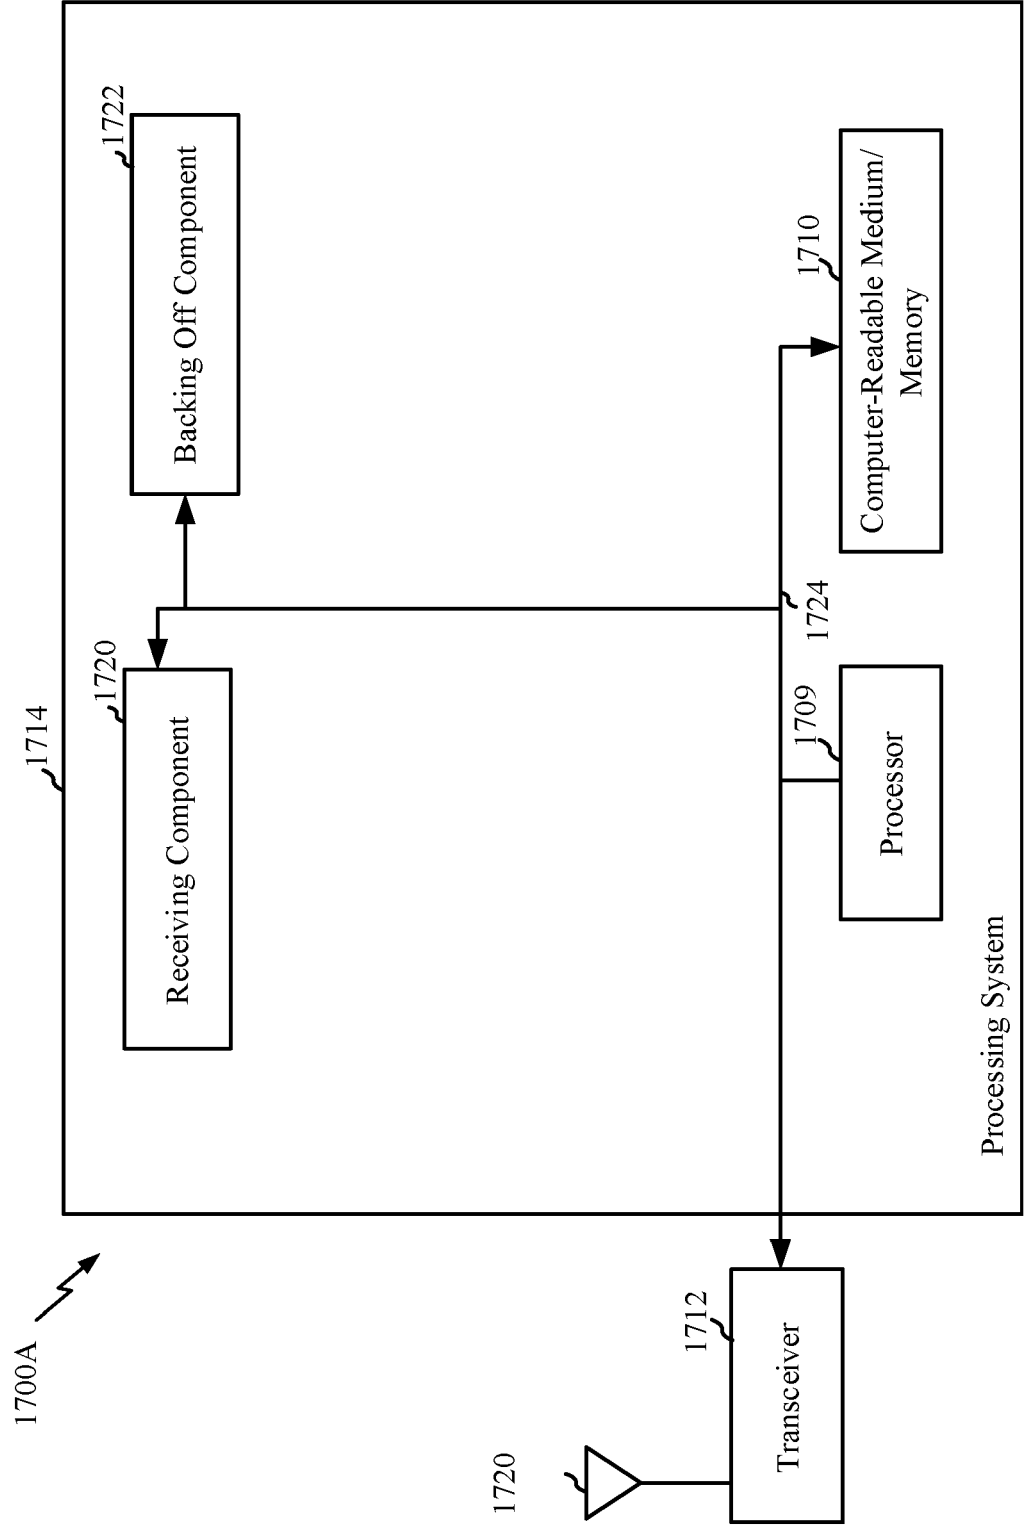 1700A
1714
1720
Receiving Component
1722
Backing Off Component
1724
1720
1712
Transceiver
1709
Processor
1710
Computer-Readable Medium/
Memory
Processing System